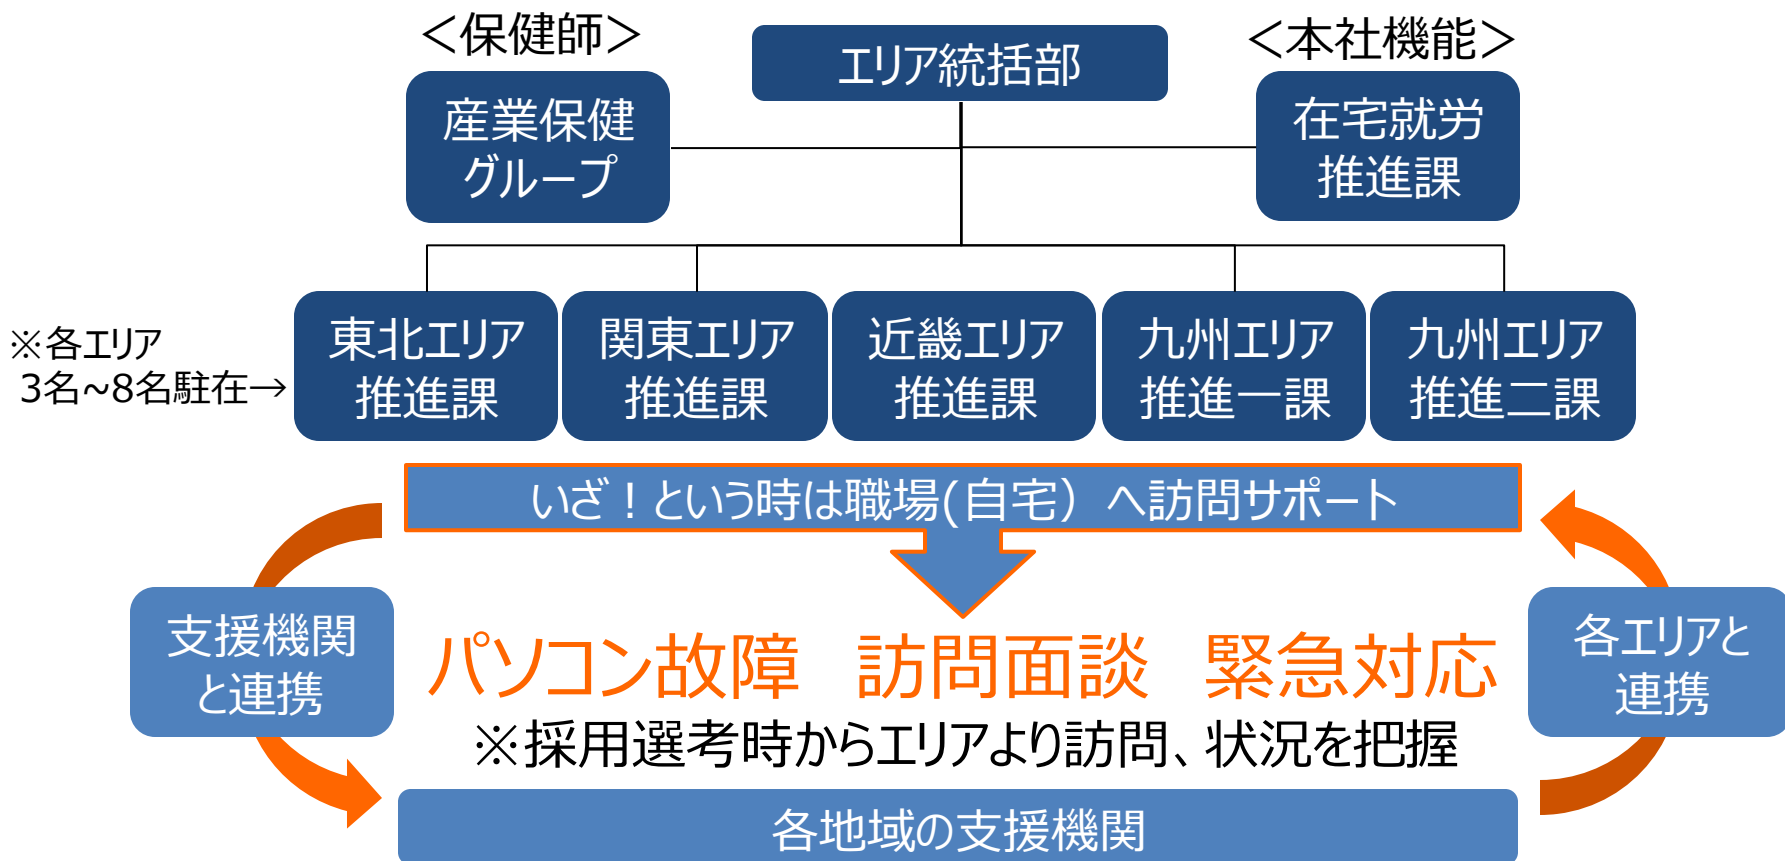 ＜保健師＞
エリア統括部
＜本社機能＞
産業保健
グループ
在宅就労
推進課
※各エリア
3名~8名駐在→
東北エリア
推進課
関東エリア
推進課
近畿エリア
推進課
九州エリア
推進一課
九州エリア
推進二課
いざ！という時は職場(自宅）へ訪問サポート
支援機関
と連携
パソコン故障　訪問面談　緊急対応
※採用選考時からエリアより訪問、状況を把握
各エリアと
連携
各地域の支援機関